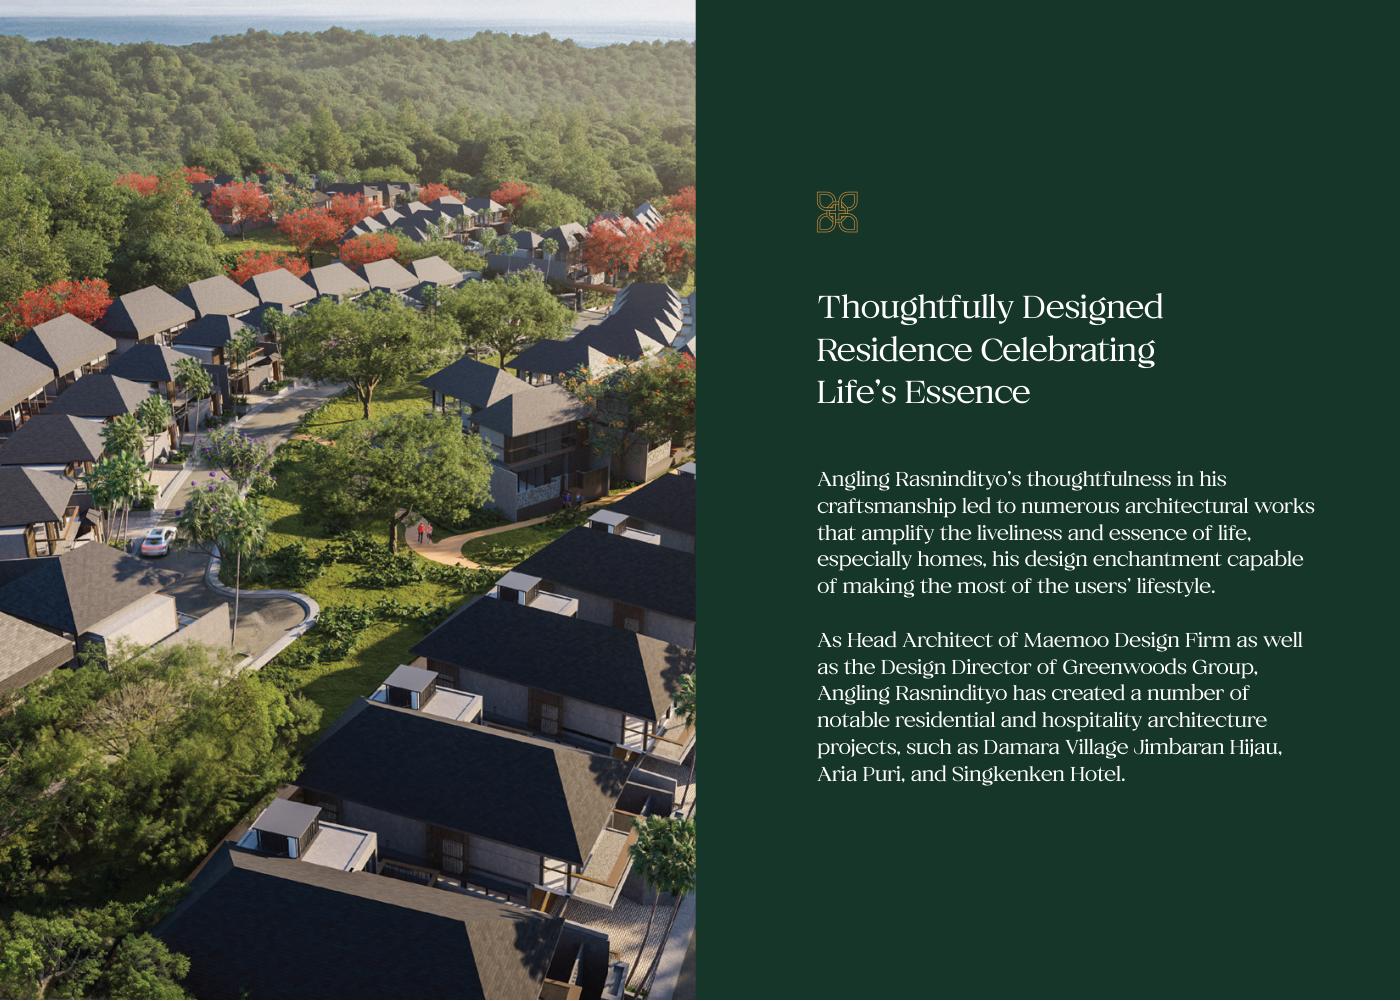 Thoughtfully Designed
Residence Celebrating
Life's Essence
Angling Rasnindityo's thoughtfulness in his
craftsmanship led to numerous architectural works
that amplify the liveliness and essence of life,
especially homes, his design enchantment capable
of making the most of the users' lifestyle.
As Head Architect of Maemoo Design Firm as well
as the Design Director of Greenwoods Group,
Angling Rasnindityo has created a number of
notable residential and hospitality architecture
projects, such as Damara Village Jimbaran Hijau,
Aria Puri, and Singkenken Hotel.